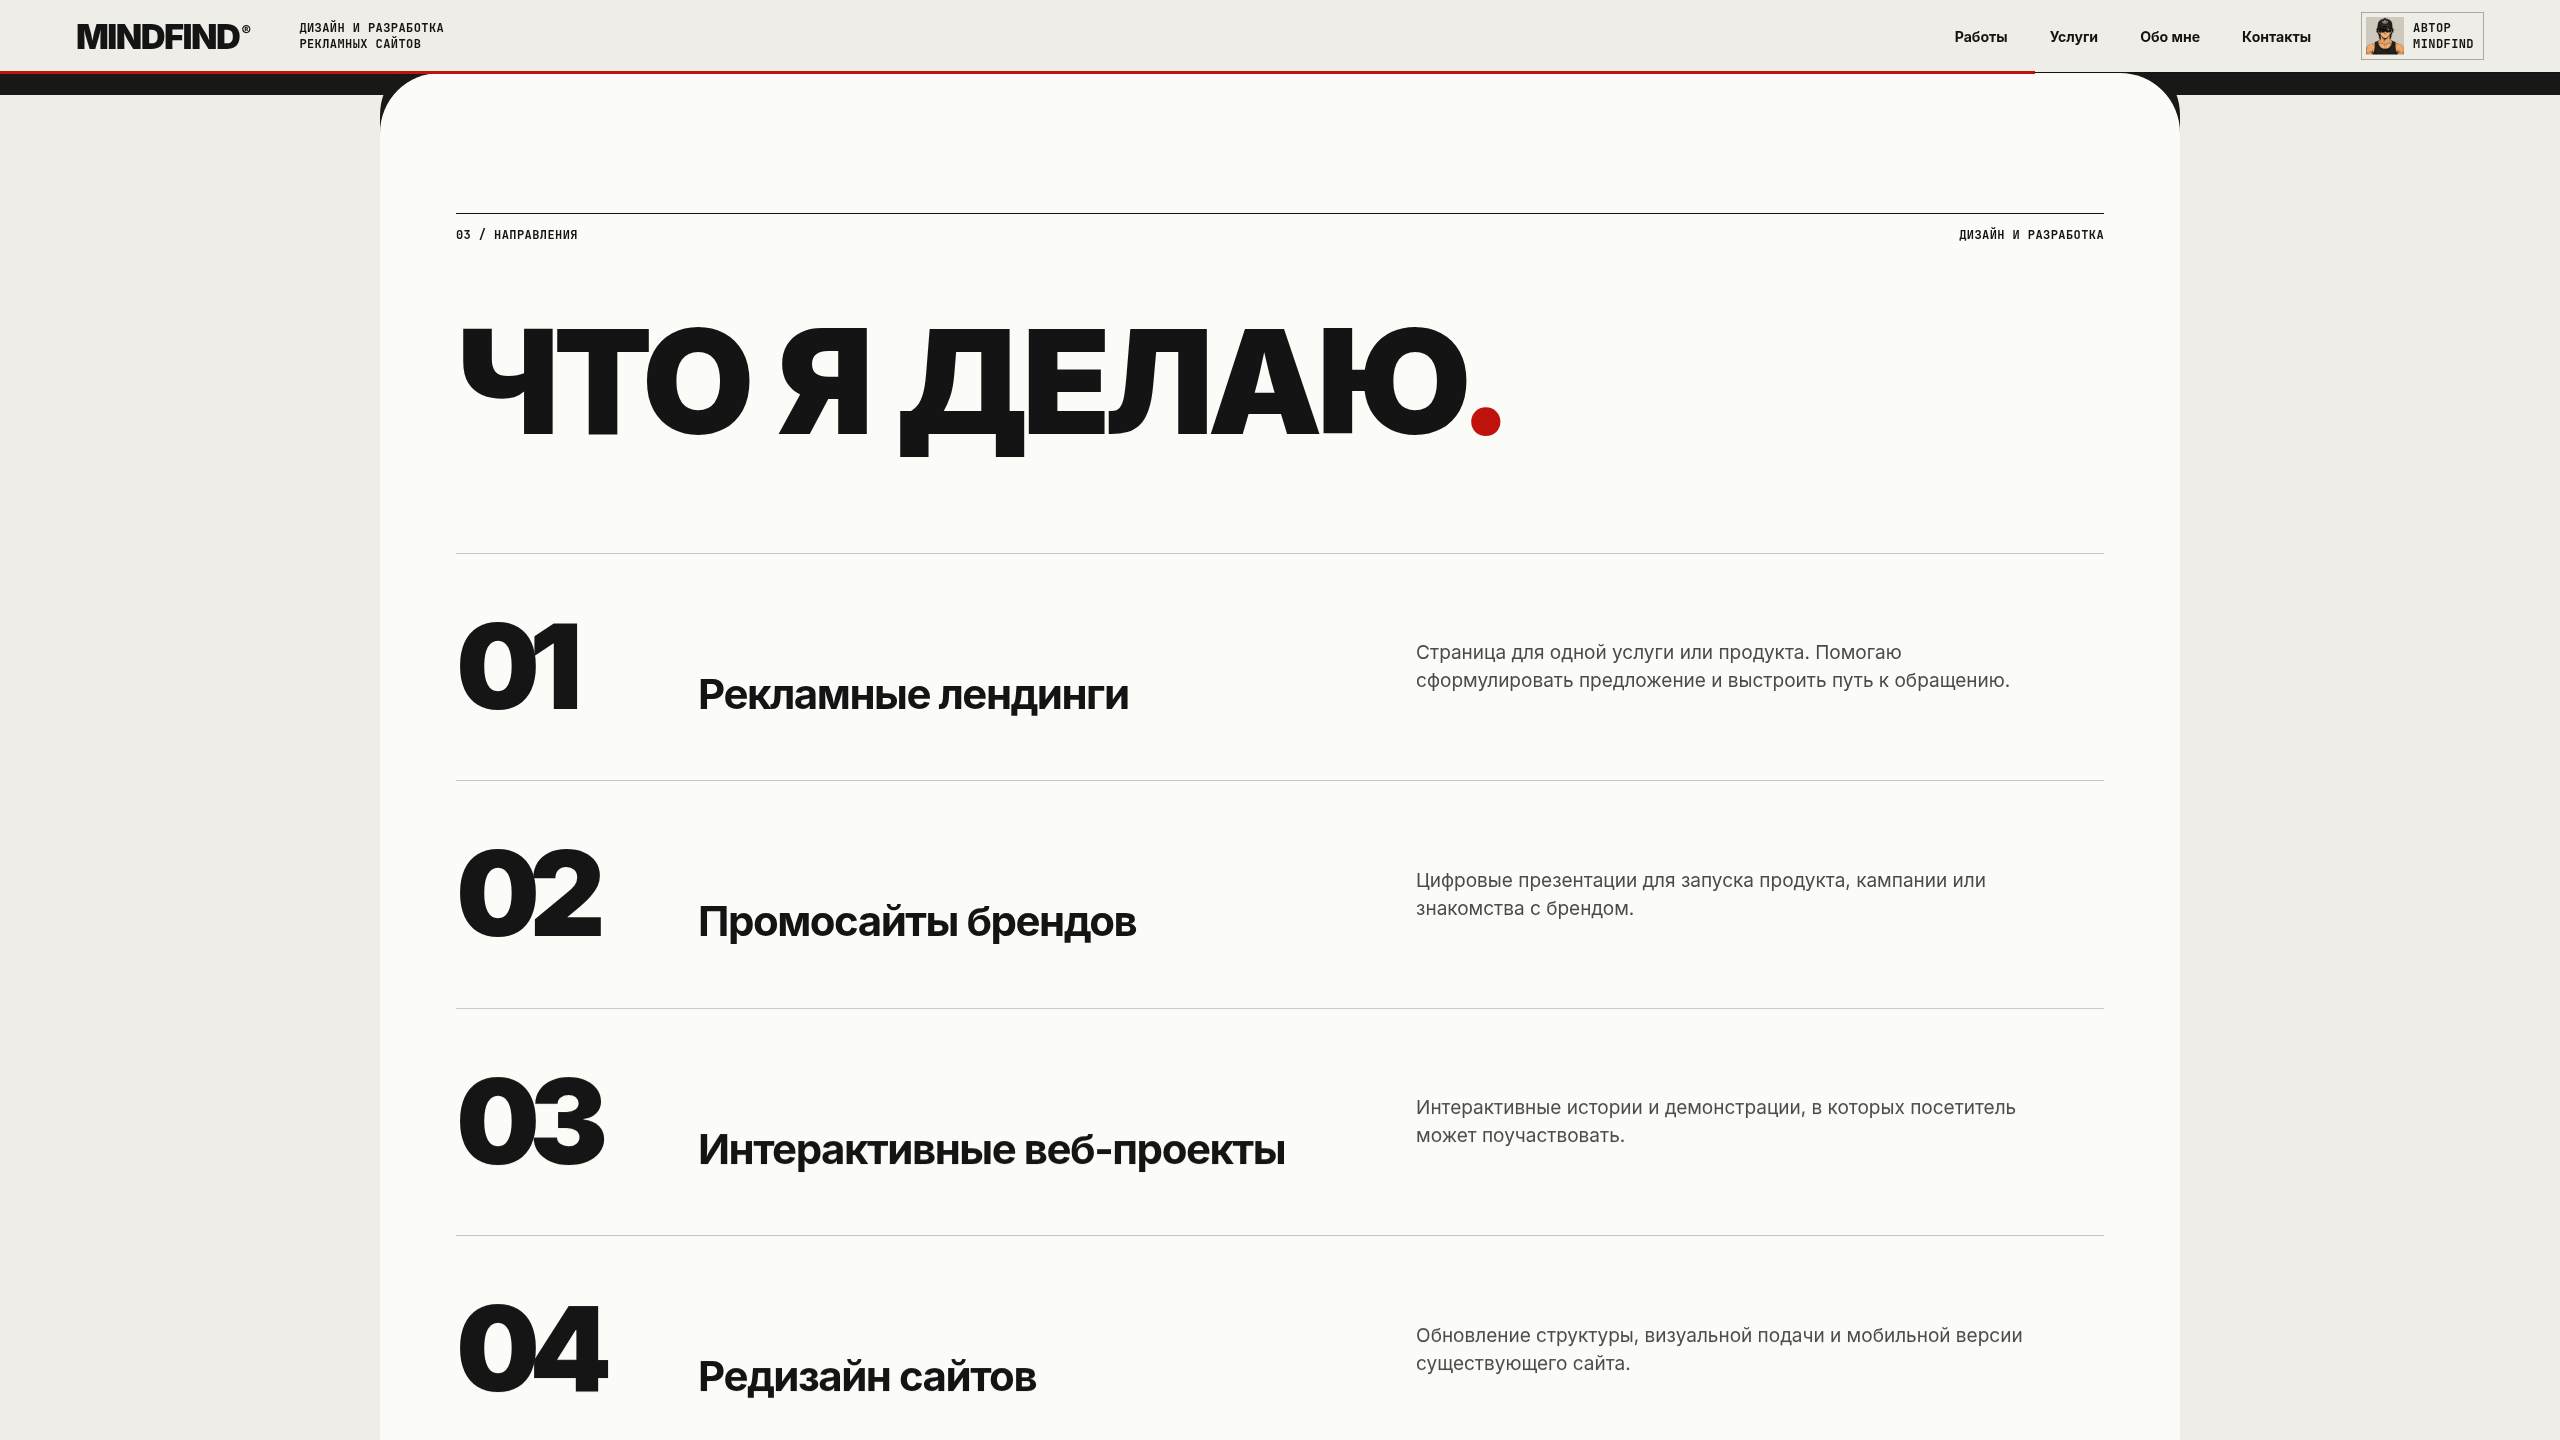 MINDFIND®
ДИЗАЙН И РАЗРАБОТКА
РЕКЛАМНЫХ САЙТОВ
Работы
Услуги
Обо мне
Контакты
АВТОР
MINDFIND
03 / НАПРАВЛЕНИЯ
ДИЗАЙН И РАЗРАБОТКА
ЧТО Я ДЕЛАЮ.
01
Рекламные лендинги
Страница для одной услуги или продукта. Помогаю
сформулировать предложение и выстроить путь к обращению.
02
Промосайты брендов
Цифровые презентации для запуска продукта, кампании или
знакомства с брендом.
03
Интерактивные веб-проекты
Интерактивные истории и демонстрации, в которых посетитель
может поучаствовать.
04
Редизайн сайтов
Обновление структуры, визуальной подачи и мобильной версии
существующего сайта.